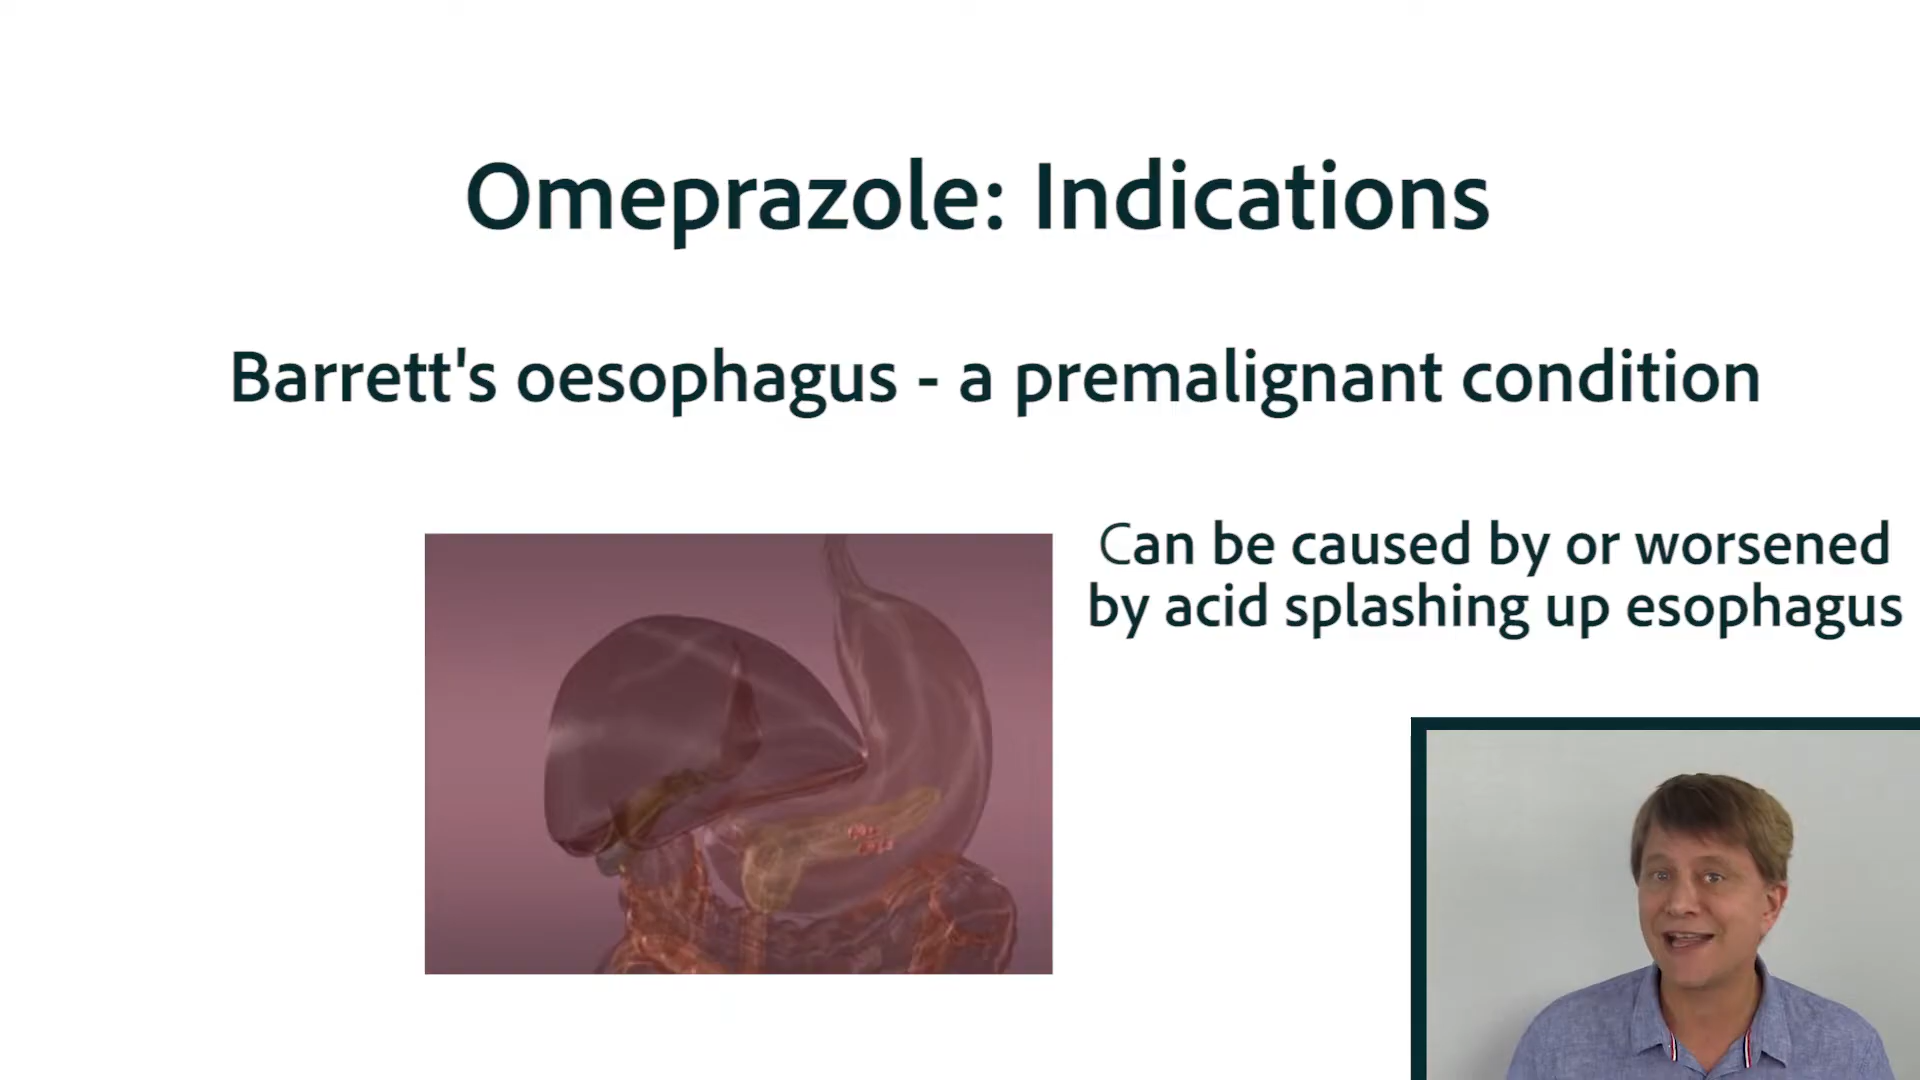 Omeprazole: Indications
Barrett's oesophagus - a premalignant condition
Can be caused by or worsened
by acid splashing up esophagus